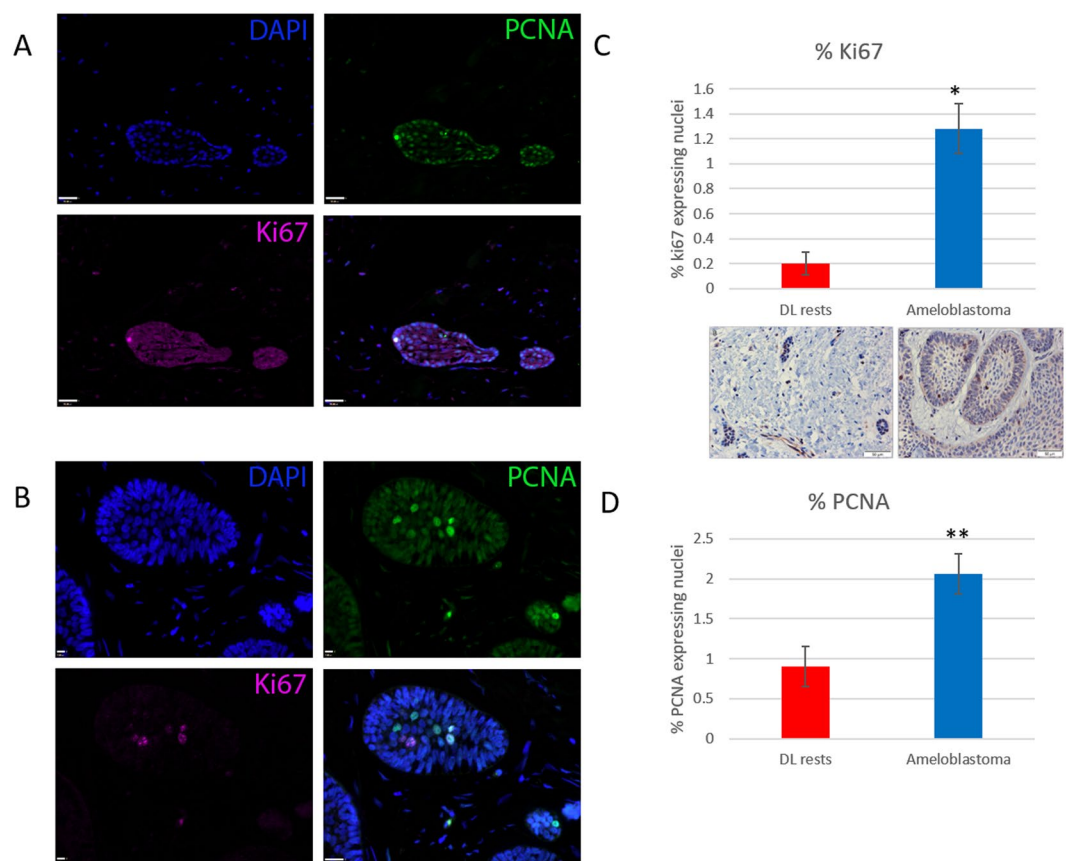 A
DAPI
PCNA
Ki67
B
DAPI
PCNA
Ki67
C
% Ki67
% ki67 expressing nuclei
1.6
1.4
1.2
1
0.8
0.6
0.4
0.2
0
*
DL rests
Ameloblastoma
D
% PCNA
% PCNA expressing nuclei
2.5
2
1.5
1
0.5
0
**
DL rests
Ameloblastoma